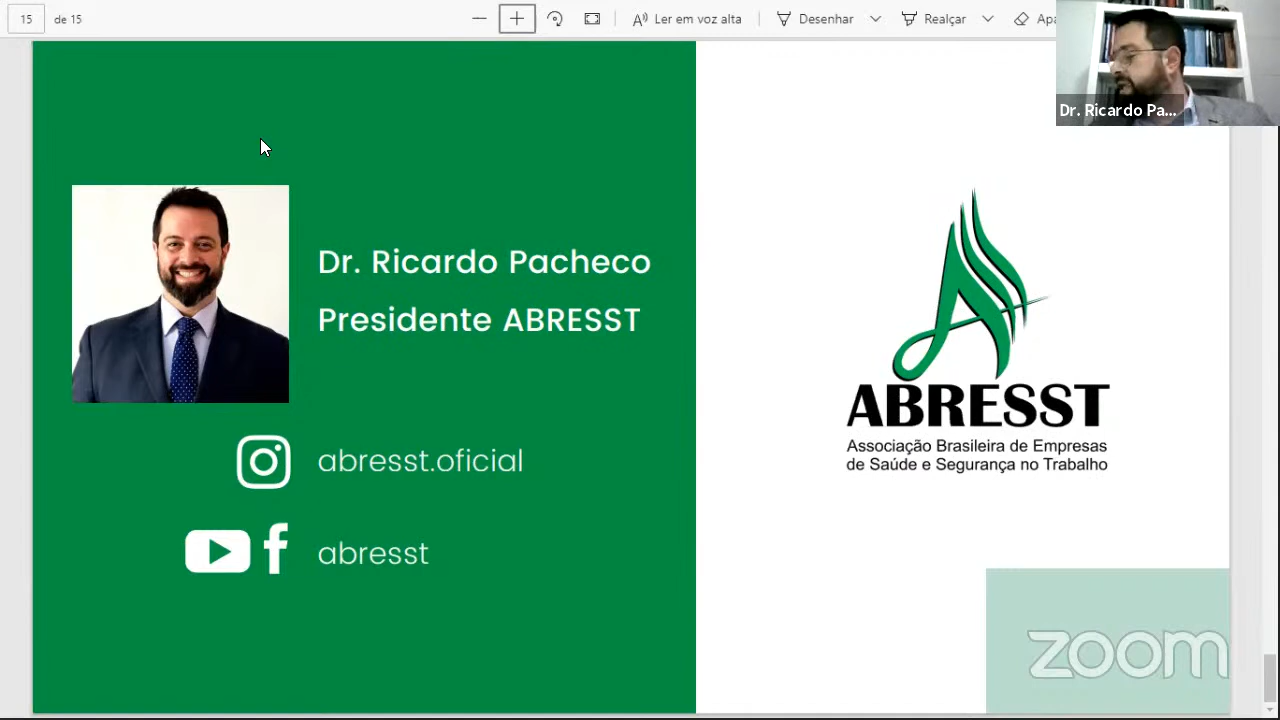 15 de 15
Ler em voz alta
Desenhar
Realçar
Apa
Dr. Ricardo Pa...
Dr. Ricardo Pacheco
Presidente ABRESST
abresst.oficial
abresst
ABRESST
Associação Brasileira de Empresas
de Saúde e Segurança no Trabalho
zoom